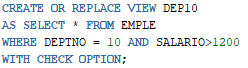 CREATE OR REPLACE VIEW DEP10
AS SELECT * FROM EMPLE
WHERE DEPTNO = 10 AND SALARIO>1200
WITH CHECK OPTION;